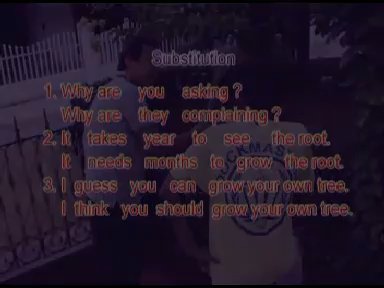 Substitution
1. Why are you asking ?
Why are they complaining ?
2. It takes year to see the root.
It needs months to grow the root.
3. I guess you can grow your own tree.
I think you should grow your own tree.